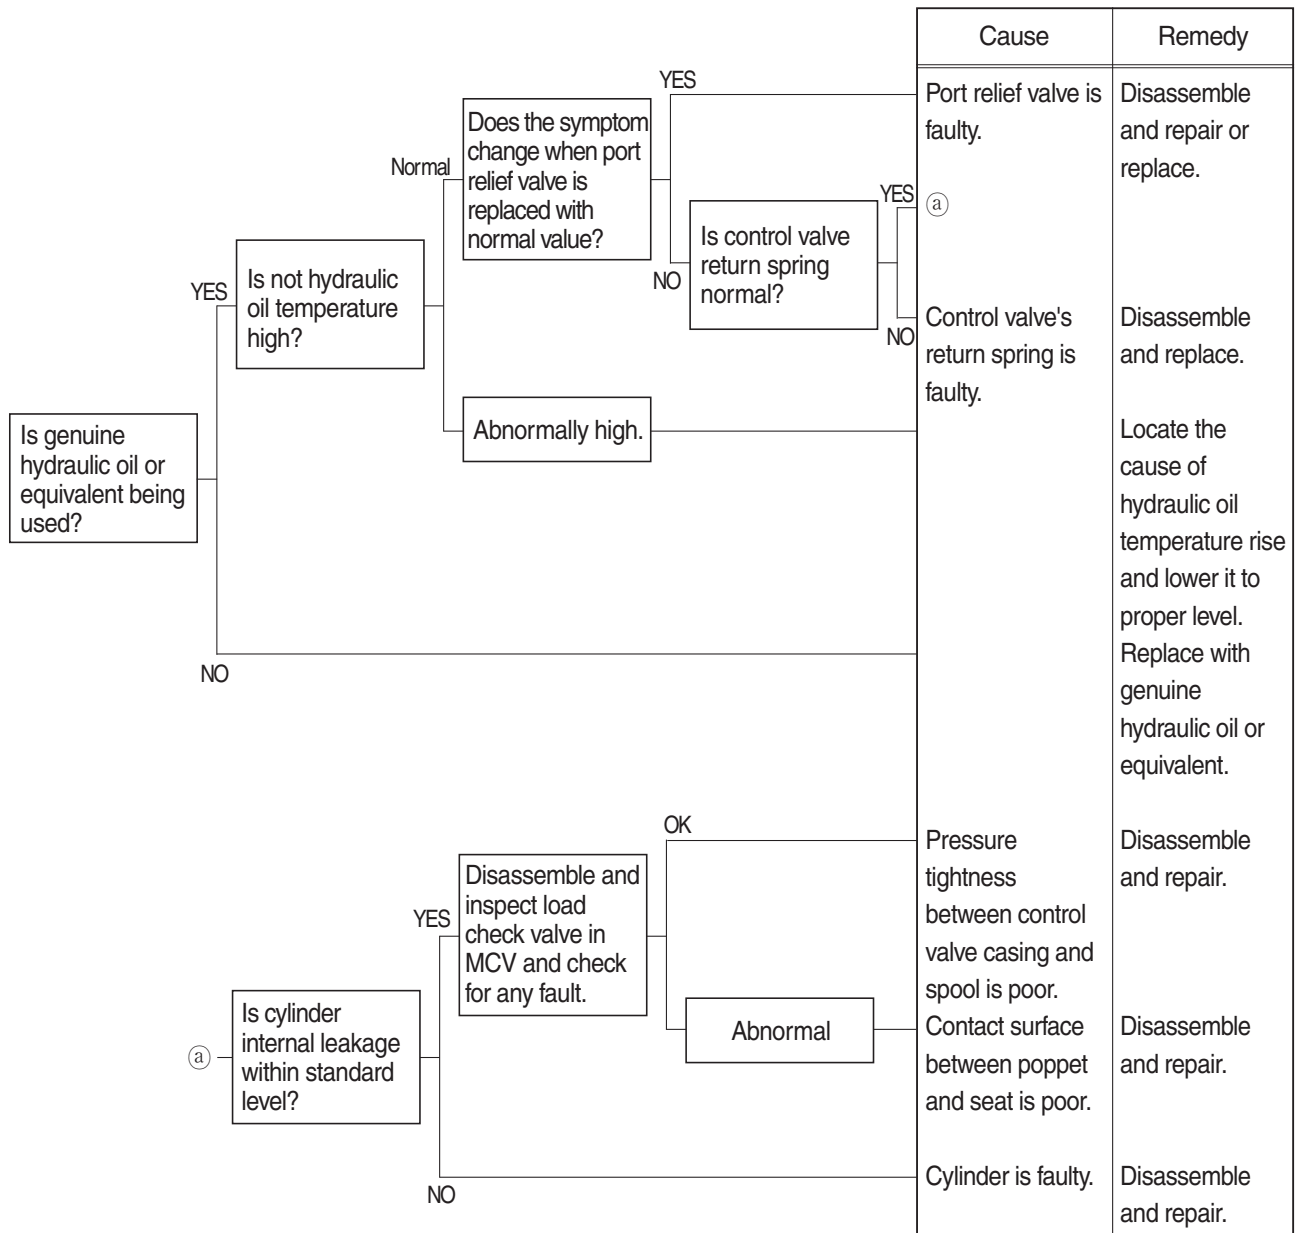 Cause
Remedy
YES
Port relief valve is
faulty.
Disassemble
and repair or
replace.
Does the symptom
change when port
relief valve is
replaced with
normal value?
Normal
YES
ⓐ
Is control valve
return spring
normal?
NO
NO
Control valve's
return spring is
faulty.
Disassemble
and replace.
YES
Is not hydraulic
oil temperature
high?
Abnormally high.
Locate the
cause of
hydraulic oil
temperature rise
and lower it to
proper level.
Is genuine
hydraulic oil or
equivalent being
used?
NO
Replace with
genuine
hydraulic oil or
equivalent.
OK
Pressure
tightness
between control
valve casing and
spool is poor.
Disassemble
and repair.
YES
Disassemble and
inspect load
check valve in
MCV and check
for any fault.
Abnormal
Contact surface
between poppet
and seat is poor.
Disassemble
and repair.
ⓐ
Is cylinder
internal leakage
within standard
level?
NO
Cylinder is faulty.
Disassemble
and repair.